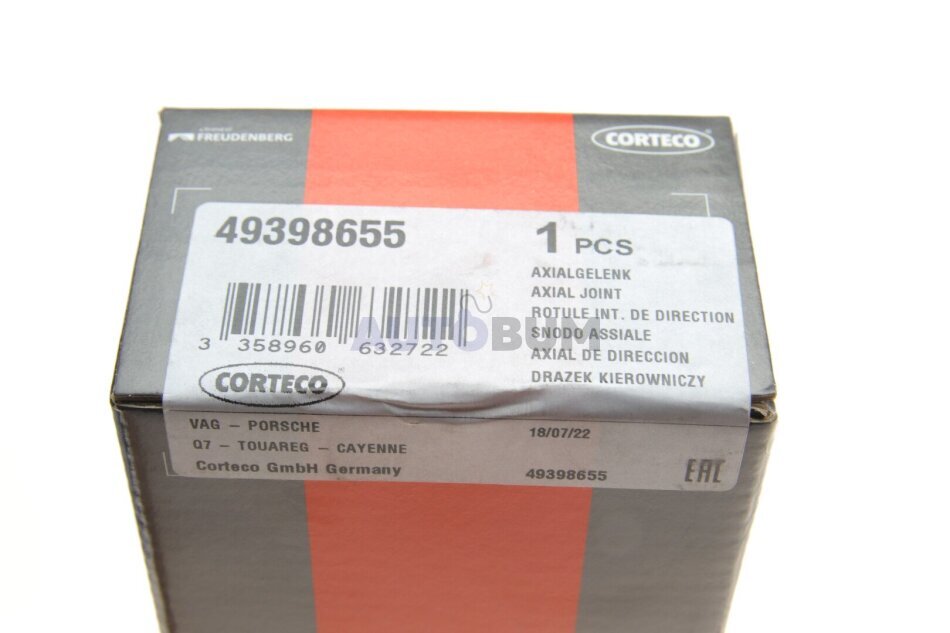 FREUDENBERG
CORTECO
49398655
1 PCS
AXIALGELENK
AXIAL JOINT
ROTULE INT. DE DIRECTION
SNODO ASSIALE
AXIAL DE DIRECCION
DRAZEK KIEROWNICZY
3 358960 632722
AUTOBUM
CORTECO
VAG - PORSCHE
18/07/22
Q7 - TOUAREG - CAYENNE
Corteco GmbH Germany
49398655
EAC